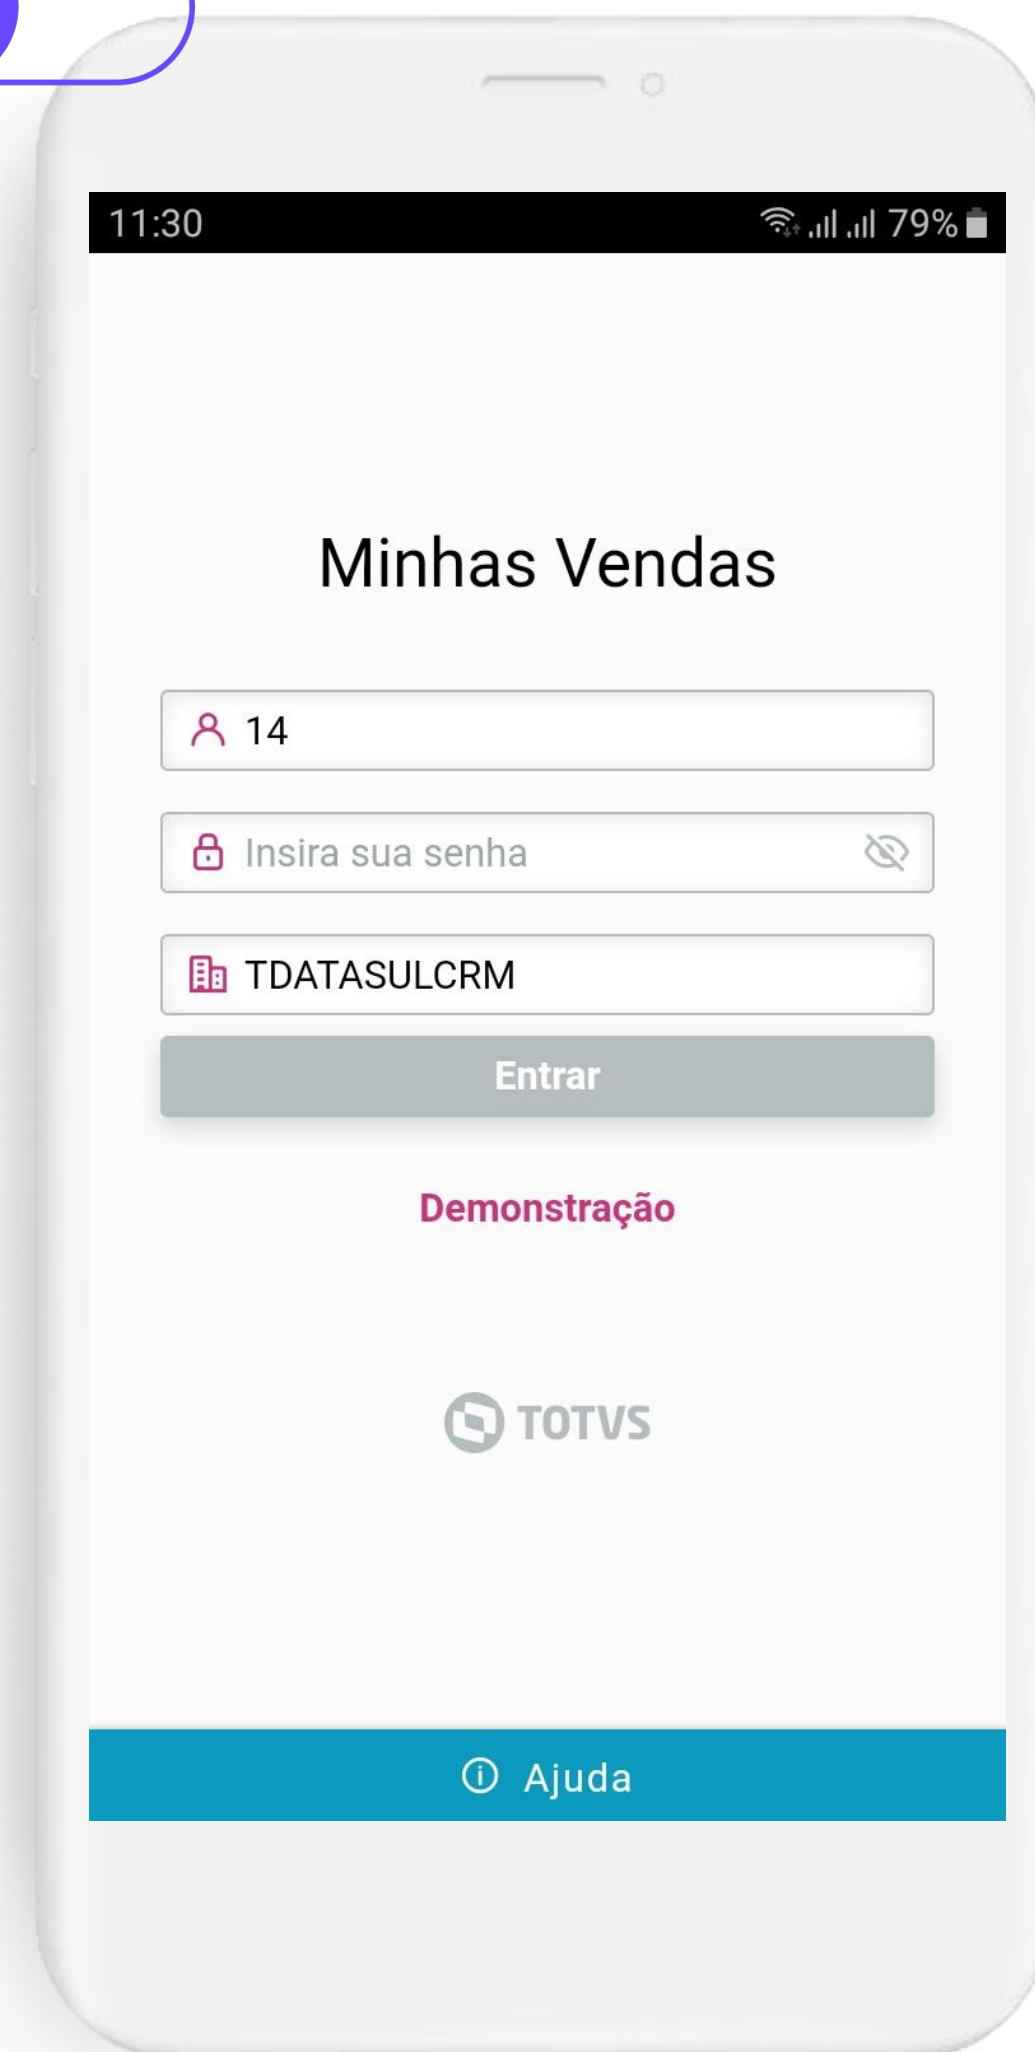 11:30 79%
Minhas Vendas
14
Insira sua senha
TDATASULCRM
Entrar
Demonstração
TOTVS
Ajuda